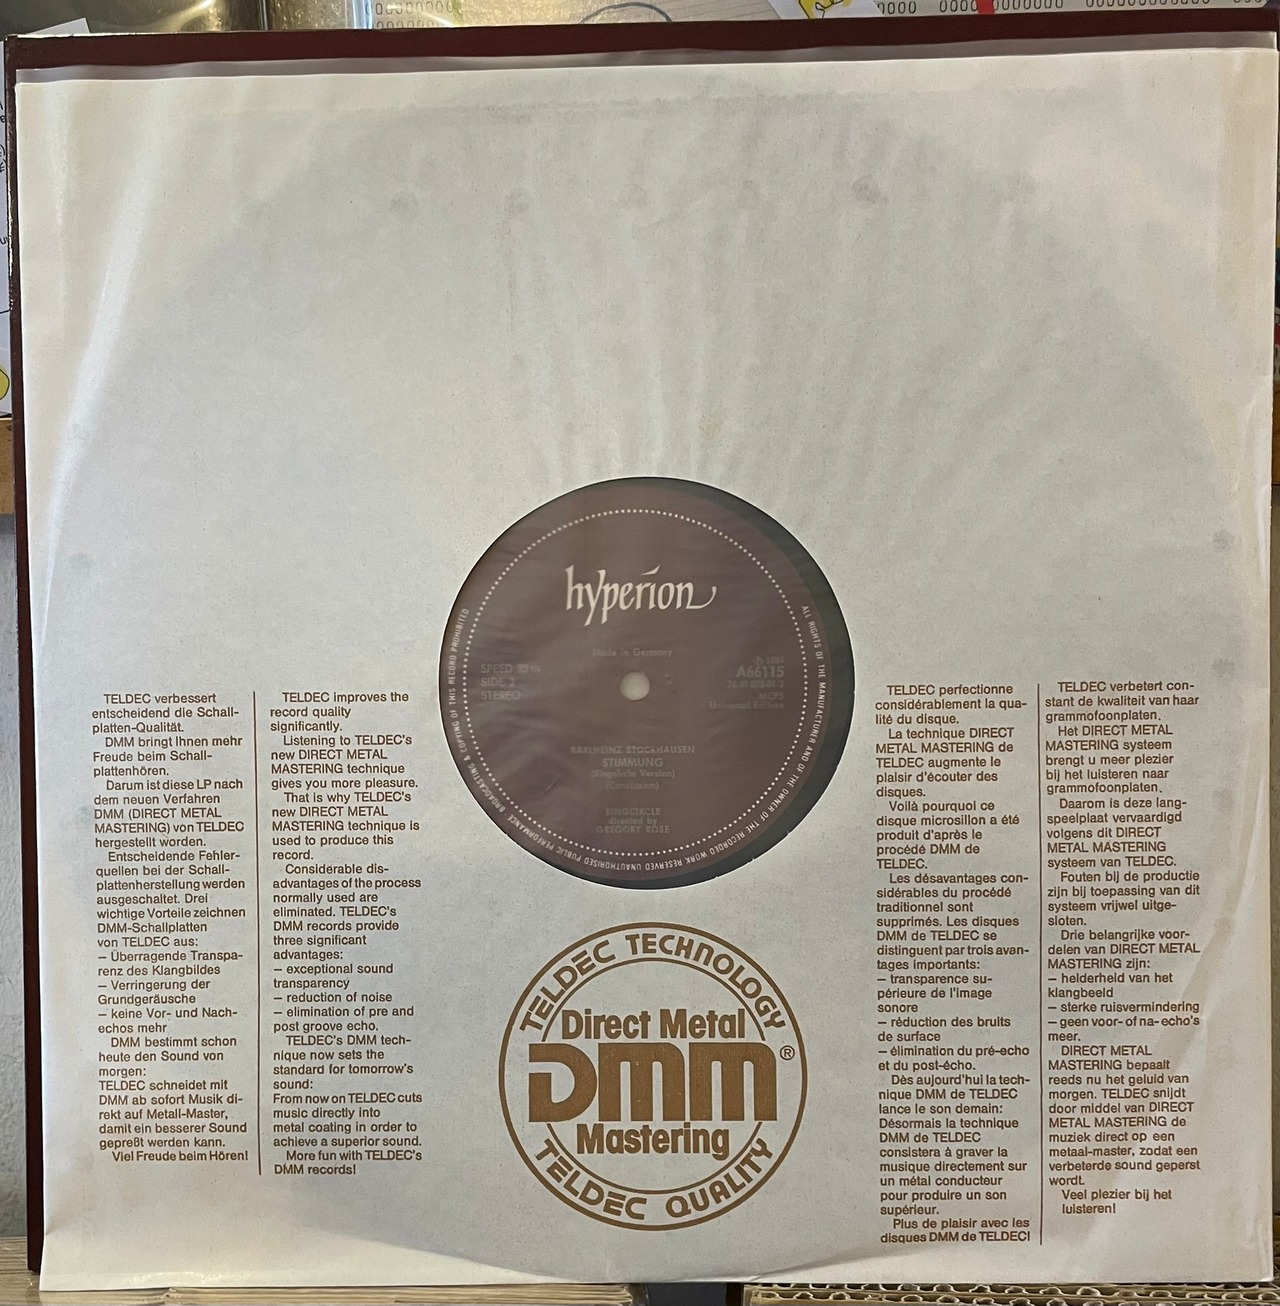 hyperion
Made in Germany
SPEED 33⅓
SIDE 2
STEREO
℗ 1984
A66115
MCPS
Universal Edition
KARLHEINZ STOCKHAUSEN
STIMMUNG
(Singcircle Version)
(Conclusion)
SINGCIRCLE
directed by
GREGORY ROSE
ALL RIGHTS OF THE MANUFACTURER AND OF THE OWNER OF THE RECORDED WORK RESERVED UNAUTHORISED PUBLIC PERFORMANCE BROADCASTING & COPYING OF THIS RECORD PROHIBITED
TELDEC verbessert
entscheidend die Schall-
platten-Qualität.
DMM bringt Ihnen mehr
Freude beim Schall-
plattenhören.
Darum ist diese LP nach
dem neuen Verfahren
DMM (DIRECT METAL
MASTERING) von TELDEC
hergestellt worden.
Entscheidende Fehler-
quellen bei der Schall-
plattenherstellung werden
ausgeschaltet. Drei
wichtige Vorteile zeichnen
DMM-Schallplatten
von TELDEC aus:
– Überragende Transpa-
renz des Klangbildes
– Verringerung der
Grundgeräusche
– keine Vor- und Nach-
echos mehr
DMM bestimmt schon
heute den Sound von
morgen:
TELDEC schneidet mit
DMM ab sofort Musik di-
rekt auf Metall-Master,
damit ein besserer Sound
gepreßt werden kann.
Viel Freude beim Hören!
TELDEC improves the
record quality
significantly.
Listening to TELDEC's
new DIRECT METAL
MASTERING technique
gives you more pleasure.
That is why TELDEC's
new DIRECT METAL
MASTERING technique is
used to produce this
record.
Considerable dis-
advantages of the process
normally used are
eliminated. TELDEC's
DMM records provide
three significant
advantages:
– exceptional sound
transparency
– reduction of noise
– elimination of pre and
post groove echo.
TELDEC'S DMM tech-
nique now sets the
standard for tomorrow's
sound:
From now on TELDEC cuts
music directly into
metal coating in order to
achieve a superior sound.
More fun with TELDEC's
DMM records!
TELDEC TECHNOLOGY
Direct Metal
DMM®
Mastering
TELDEC QUALITY
TELDEC perfectionne
considérablement la qua-
lité du disque.
La technique DIRECT
METAL MASTERING de
TELDEC augmente le
plaisir d'écouter des
disques.
Voilà pourquoi ce
disque microsillon a été
produit d'après le
procédé DMM de
TELDEC.
Les désavantages con-
sidérables du procédé
traditionnel sont
supprimés. Les disques
DMM de TELDEC se
distinguent par trois avan-
tages importants:
– transparence su-
périeure de l'image
sonore
– réduction des bruits
de surface
– élimination du pré-echo
et du post-écho.
Dès aujourd'hui la tech-
nique DMM de TELDEC
lance le son demain:
Désormais la technique
DMM de TELDEC
consistera à graver la
musique directement sur
un métal conducteur
pour produire un son
supérieur.
Plus de plaisir avec les
disques DMM de TELDEC!
TELDEC verbetert con-
stant de kwaliteit van haar
grammofoonplaten.
Het DIRECT METAL
MASTERING systeem
brengt u meer plezier
bij het luisteren naar
grammofoonplaten.
Daarom is deze lang-
speelplaat vervaardigd
volgens dit DIRECT
METAL MASTERING
systeem van TELDEC.
Fouten bij de productie
zijn bij toepassing van dit
systeem vrijwel uitge-
sloten.
Drie belangrijke voor-
delen van DIRECT METAL
MASTERING zijn:
– helderheid van het
klangbeeld
– sterke ruisvermindering
– geen voor- of na-echo's
meer.
DIRECT METAL
MASTERING bepaalt
reeds nu het geluid van
morgen. TELDEC snijdt
door middel van DIRECT
METAL MASTERING de
muziek direct op een
metaal-master, zodat een
verbeterde sound geperst
wordt.
Veel plezier bij het
luisteren!